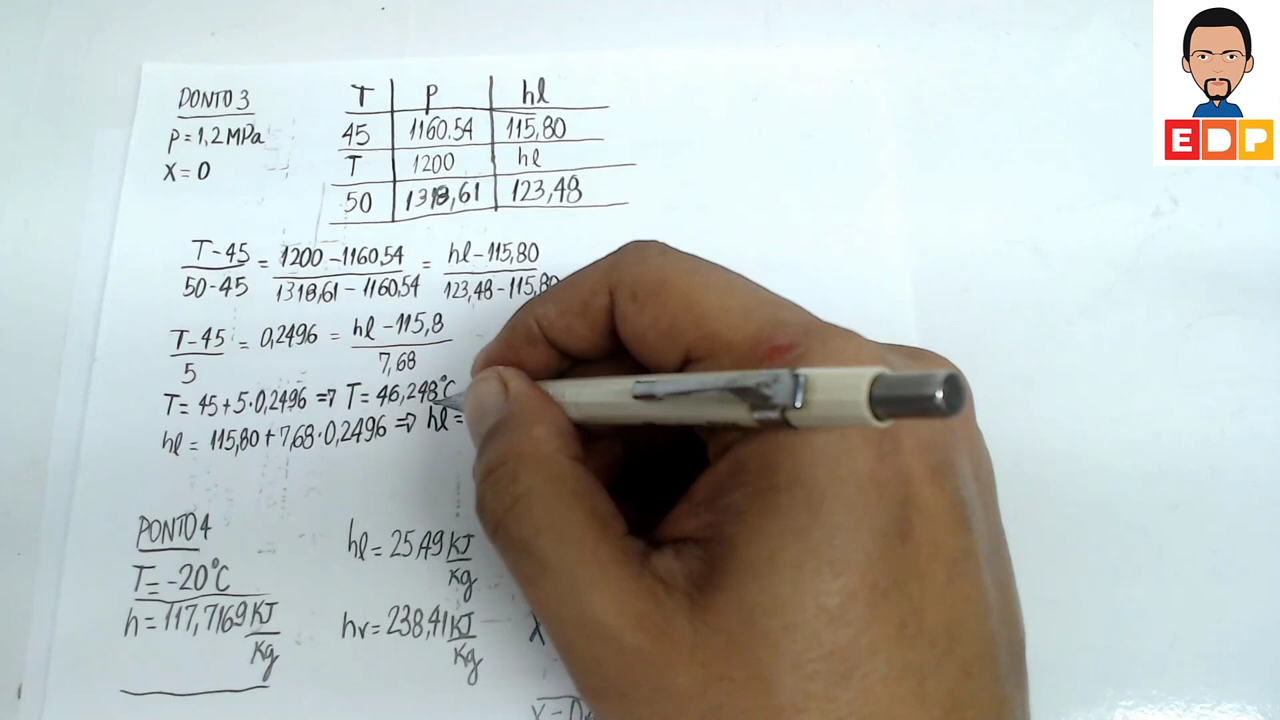 PONTO 3
P = 1,2 MPa
X = 0
T P hl
45 1160.54 115,80
T 1200 hl
50 1318,61 123,48
T-45/50-45 = 1200-1160.54/1318,61-1160.54 = hl-115,80/123,48-115,80
T-45/5 = 0,2496 = hl-115,8/7,68
T = 45+5·0,2496 ⇒ T = 46,248°C
hl = 115,80+7,68·0,2496 ⇒ hl =
PONTO 4
T = -20°C
h = 117,7169 KJ/Kg
hl = 25,49 KJ/Kg
hv = 238,41 KJ/Kg
X
X = 0
EDP